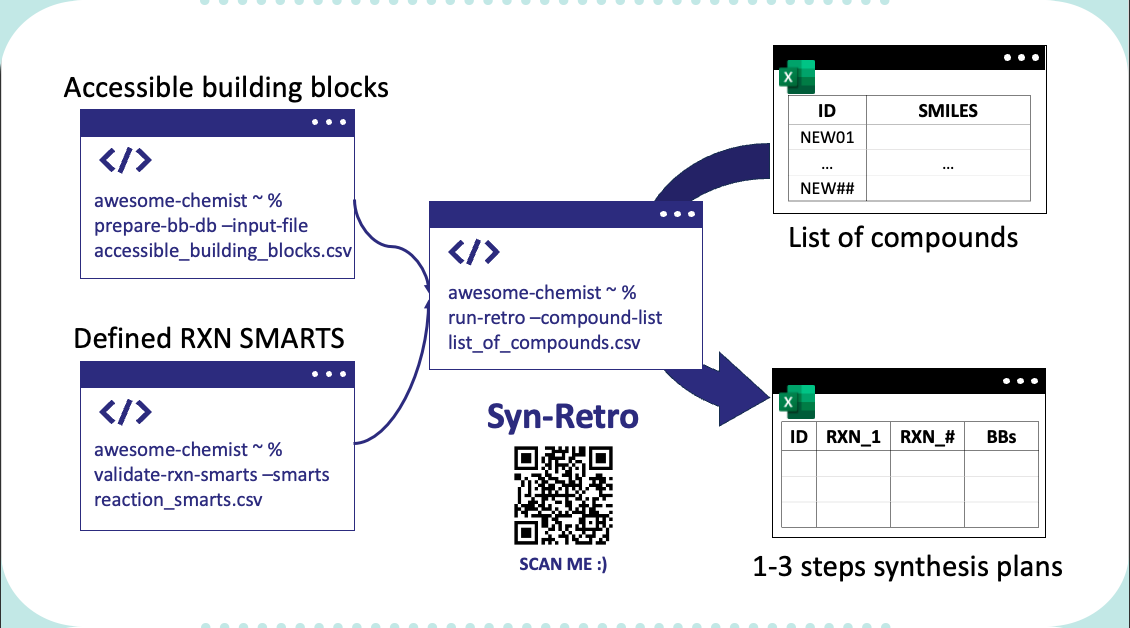 Accessible building blocks
</>
awesome-chemist ~ %
prepare-bb-db –input-file
accessible_building_blocks.csv
Defined RXN SMARTS
</>
awesome-chemist ~ %
validate-rxn-smarts –smarts
reaction_smarts.csv
</>
awesome-chemist ~ %
run-retro –compound-list
list_of_compounds.csv
Syn-Retro
SCAN ME :)
X
ID SMILES
NEW01
... ...
NEW##
List of compounds
X
ID RXN_1 RXN_# BBs
1-3 steps synthesis plans